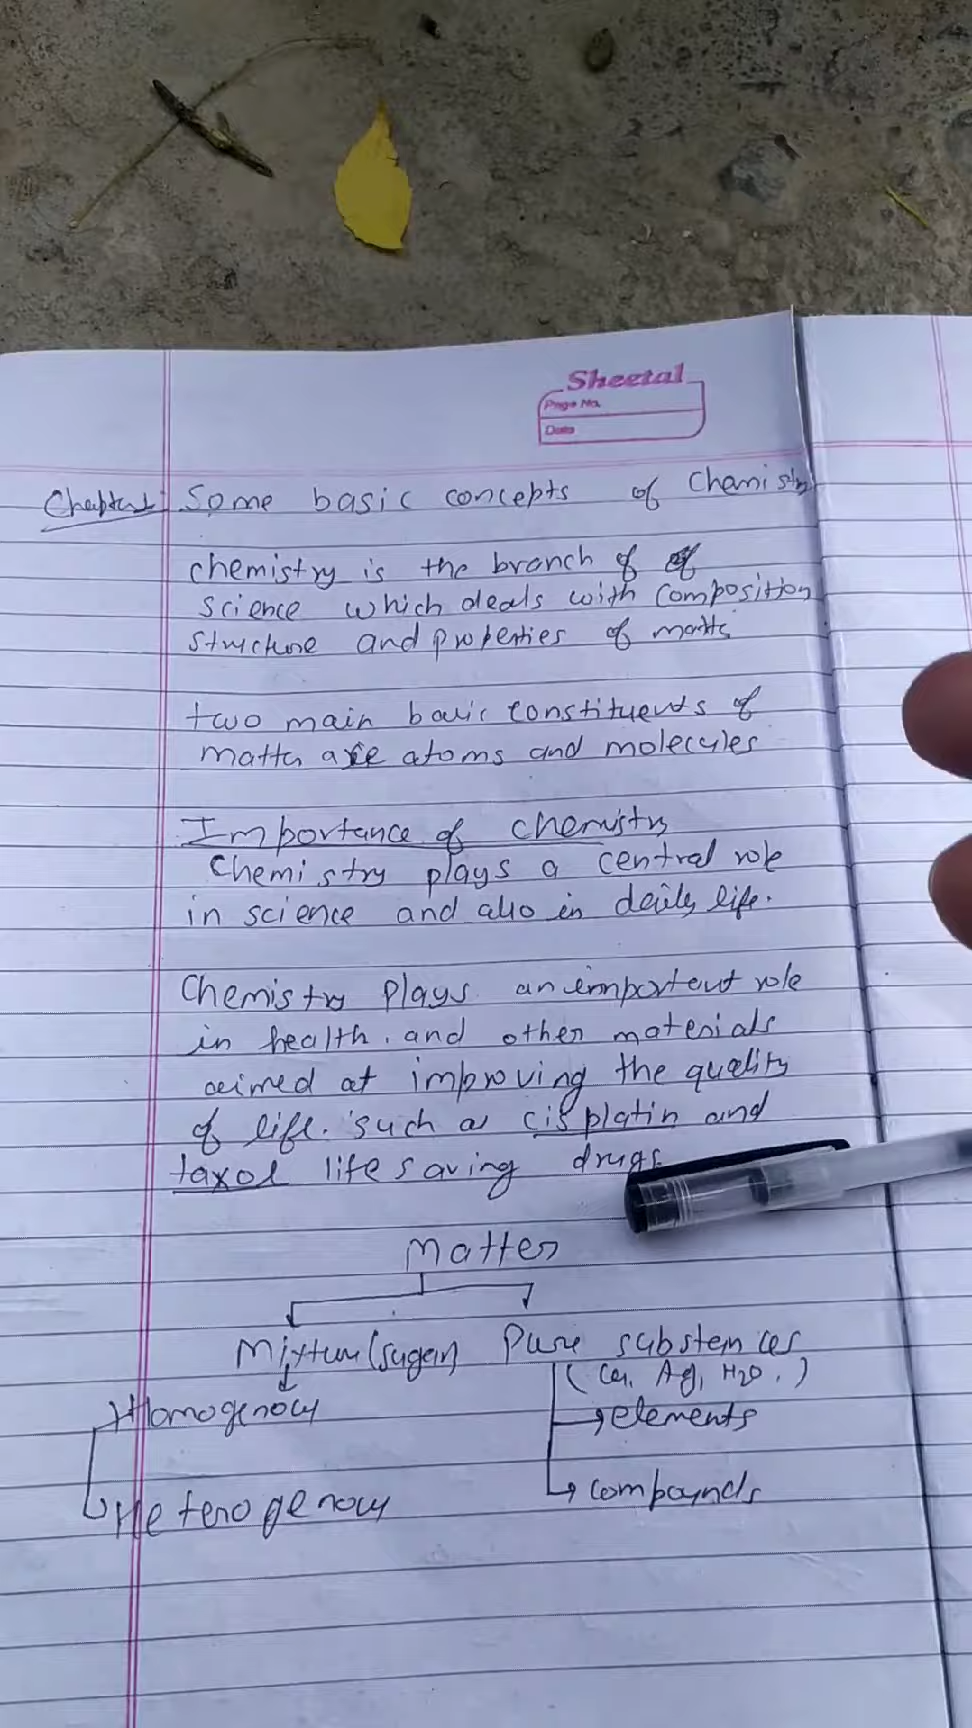 Sheetal
Page No.
Date
Chapter 1: Some basic concepts of Chemistry
chemistry is the branch of of
science which deals with composition
structure and properties of matter
two main basic constituents of
matter are atoms and molecules
Importance of chemistry
Chemistry plays a central role
in science and also in daily life.
Chemistry plays an important role
in health and other materials
aimed at improving the quality
of life. such as cisplatin and
taxol life saving drugs
Matter
Mixture (sugar) Pure substances
( Cu, Ag, H2O, )
Homogenous
elements
compounds
Heterogenous